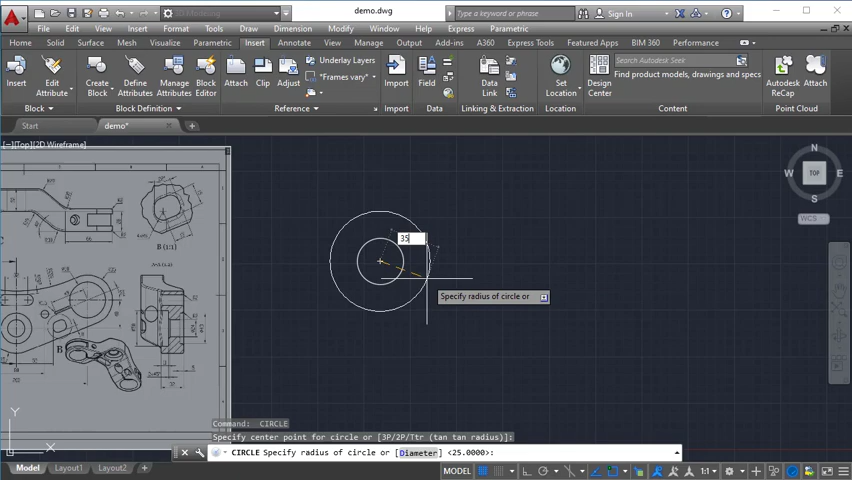 3D Modeling
demo.dwg
Type a keyword or phrase
Sign In
File Edit View Insert Format Tools Draw Dimension Modify Window Help Express Parametric
Home Solid Surface Mesh Visualize Parametric Insert Annotate View Manage Output Add-ins A360 Express Tools BIM 360 Performance
Insert
Edit Attribute
Create Block
Define Attributes
Manage Attributes
Block Editor
Attach
Clip
Adjust
Underlay Layers
*Frames vary*
Import
Field
Data Link
Set Location
Design Center
Search Autodesk Seek
Find product models, drawings and specs
Autodesk ReCap
Attach
Block Block Definition Reference Import Data Linking & Extraction Location Content Point Cloud
Start demo*
[−][Top][2D Wireframe]
N
W TOP E
S
WCS
B (1:1)
66
B
35
Specify radius of circle or
Y
X
Command: CIRCLE
Specify center point for circle or [3P/2P/Ttr (tan tan radius)]:
CIRCLE Specify radius of circle or [Diameter] <25.0000>:
Model Layout1 Layout2 + MODEL 1:1